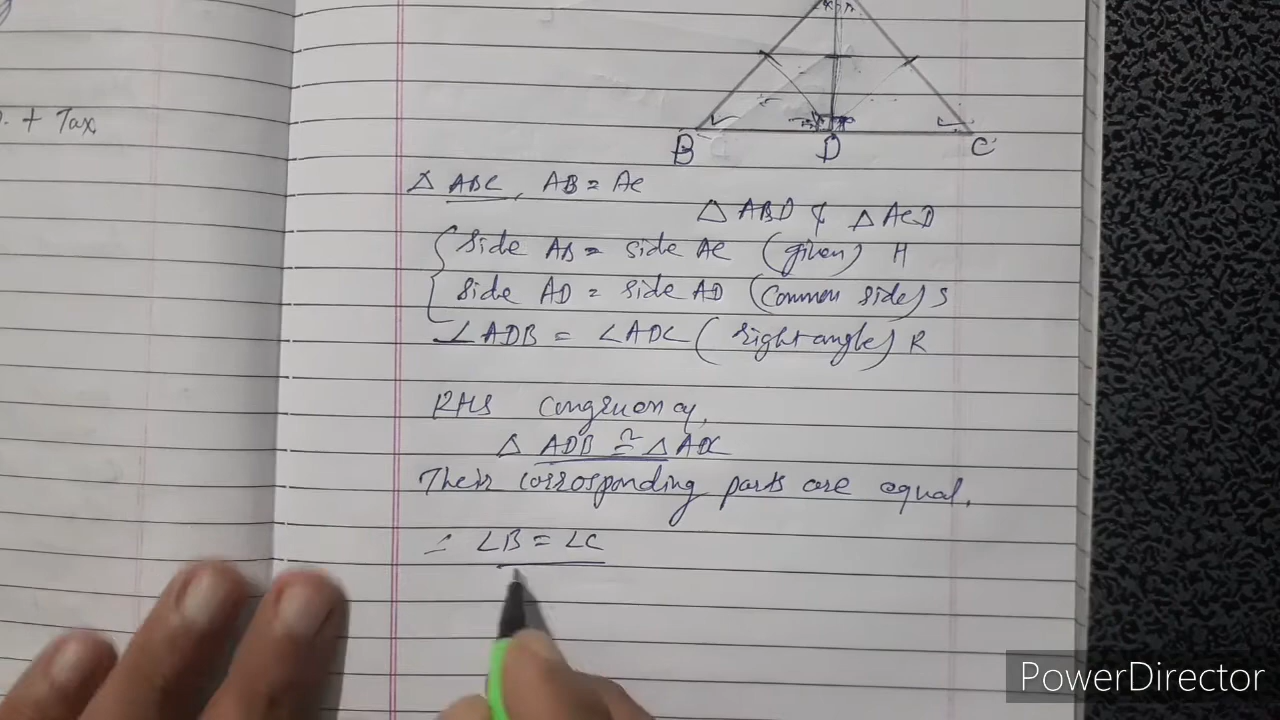 + Tax
B D C
△ ABC, AB = AC
△ ABD & △ ACD
Side AB = side AC (given) H
Side AD = side AD (Common side) S
∠ADB = ∠ADC (right angle) R
RHS Congruency,
△ ADB ≅ △ ADC
Their corrosponding parts are equal.
∴ ∠B = ∠C
PowerDirector